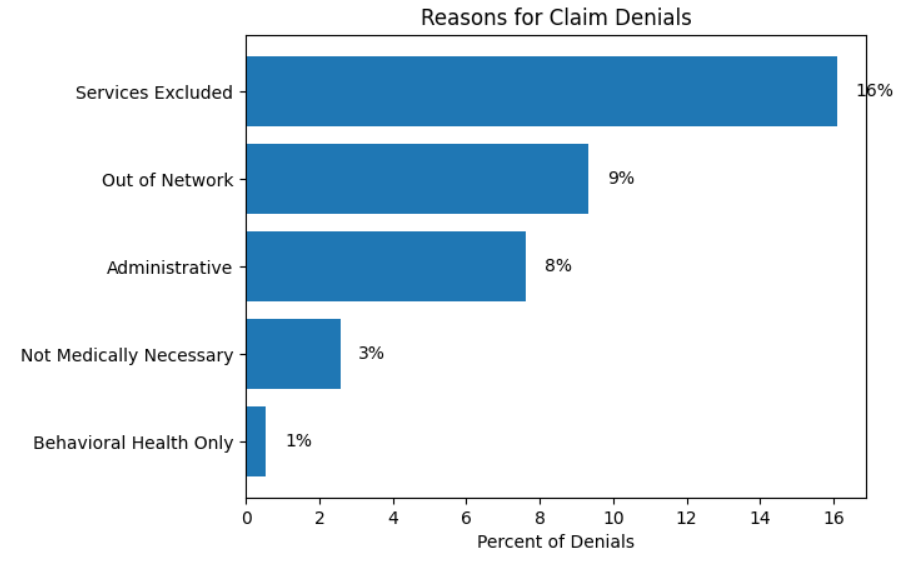 Reasons for Claim Denials
Services Excluded
16%
Out of Network
9%
Administrative
8%
Not Medically Necessary
3%
Behavioral Health Only
1%
0 2 4 6 8 10 12 14 16
Percent of Denials